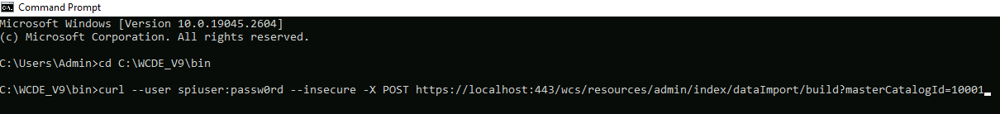 Command Prompt
Microsoft Windows [Version 10.0.19045.2604]
(c) Microsoft Corporation. All rights reserved.
C:\Users\Admin>cd C:\WCDE_V9\bin
C:\WCDE_V9\bin>curl --user spiuser:passw0rd --insecure -X POST https://localhost:443/wcs/resources/admin/index/dataImport/build?masterCatalogId=10001